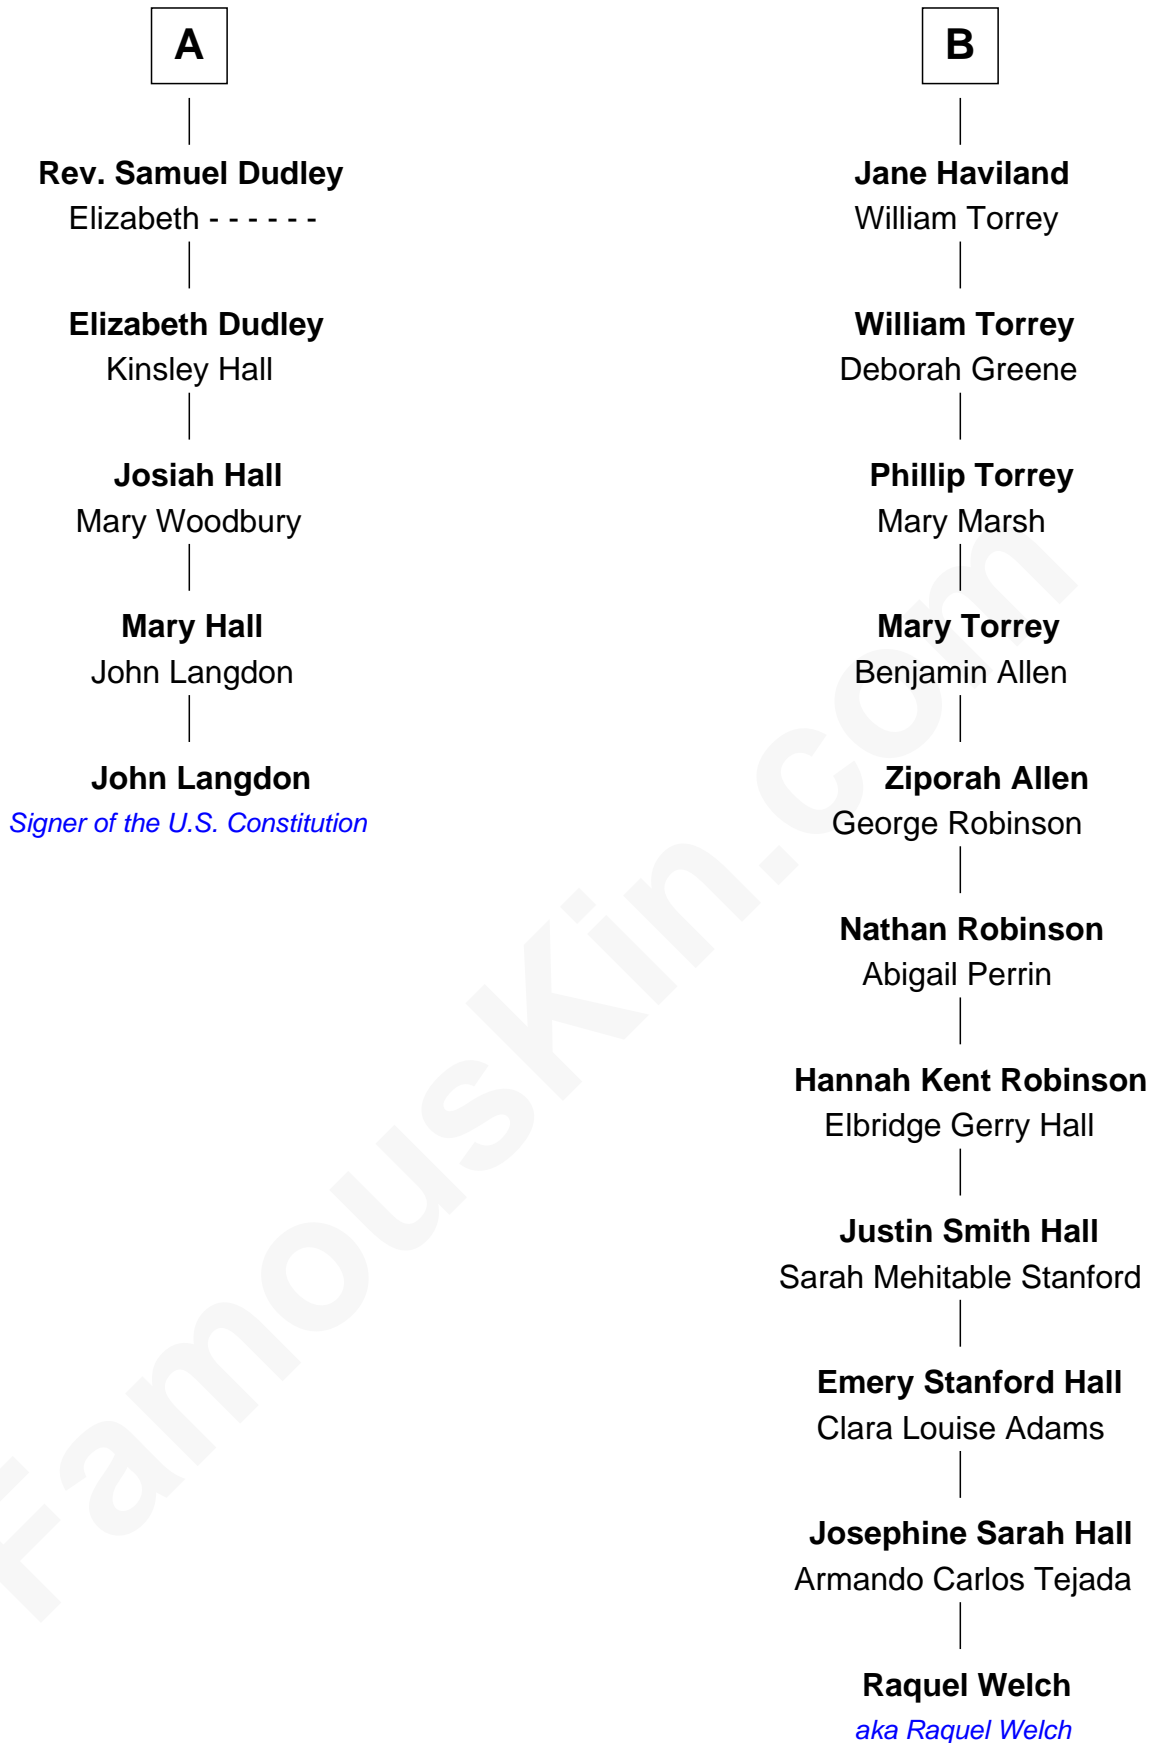 A
Rev. Samuel Dudley
Elizabeth - - - - - -
Elizabeth Dudley
Kinsley Hall
Josiah Hall
Mary Woodbury
Mary Hall
John Langdon
John Langdon
Signer of the U.S. Constitution
B
Jane Haviland
William Torrey
William Torrey
Deborah Greene
Phillip Torrey
Mary Marsh
Mary Torrey
Benjamin Allen
Ziporah Allen
George Robinson
Nathan Robinson
Abigail Perrin
Hannah Kent Robinson
Elbridge Gerry Hall
Justin Smith Hall
Sarah Mehitable Stanford
Emery Stanford Hall
Clara Louise Adams
Josephine Sarah Hall
Armando Carlos Tejada
Raquel Welch
aka Raquel Welch
FamousKin.com